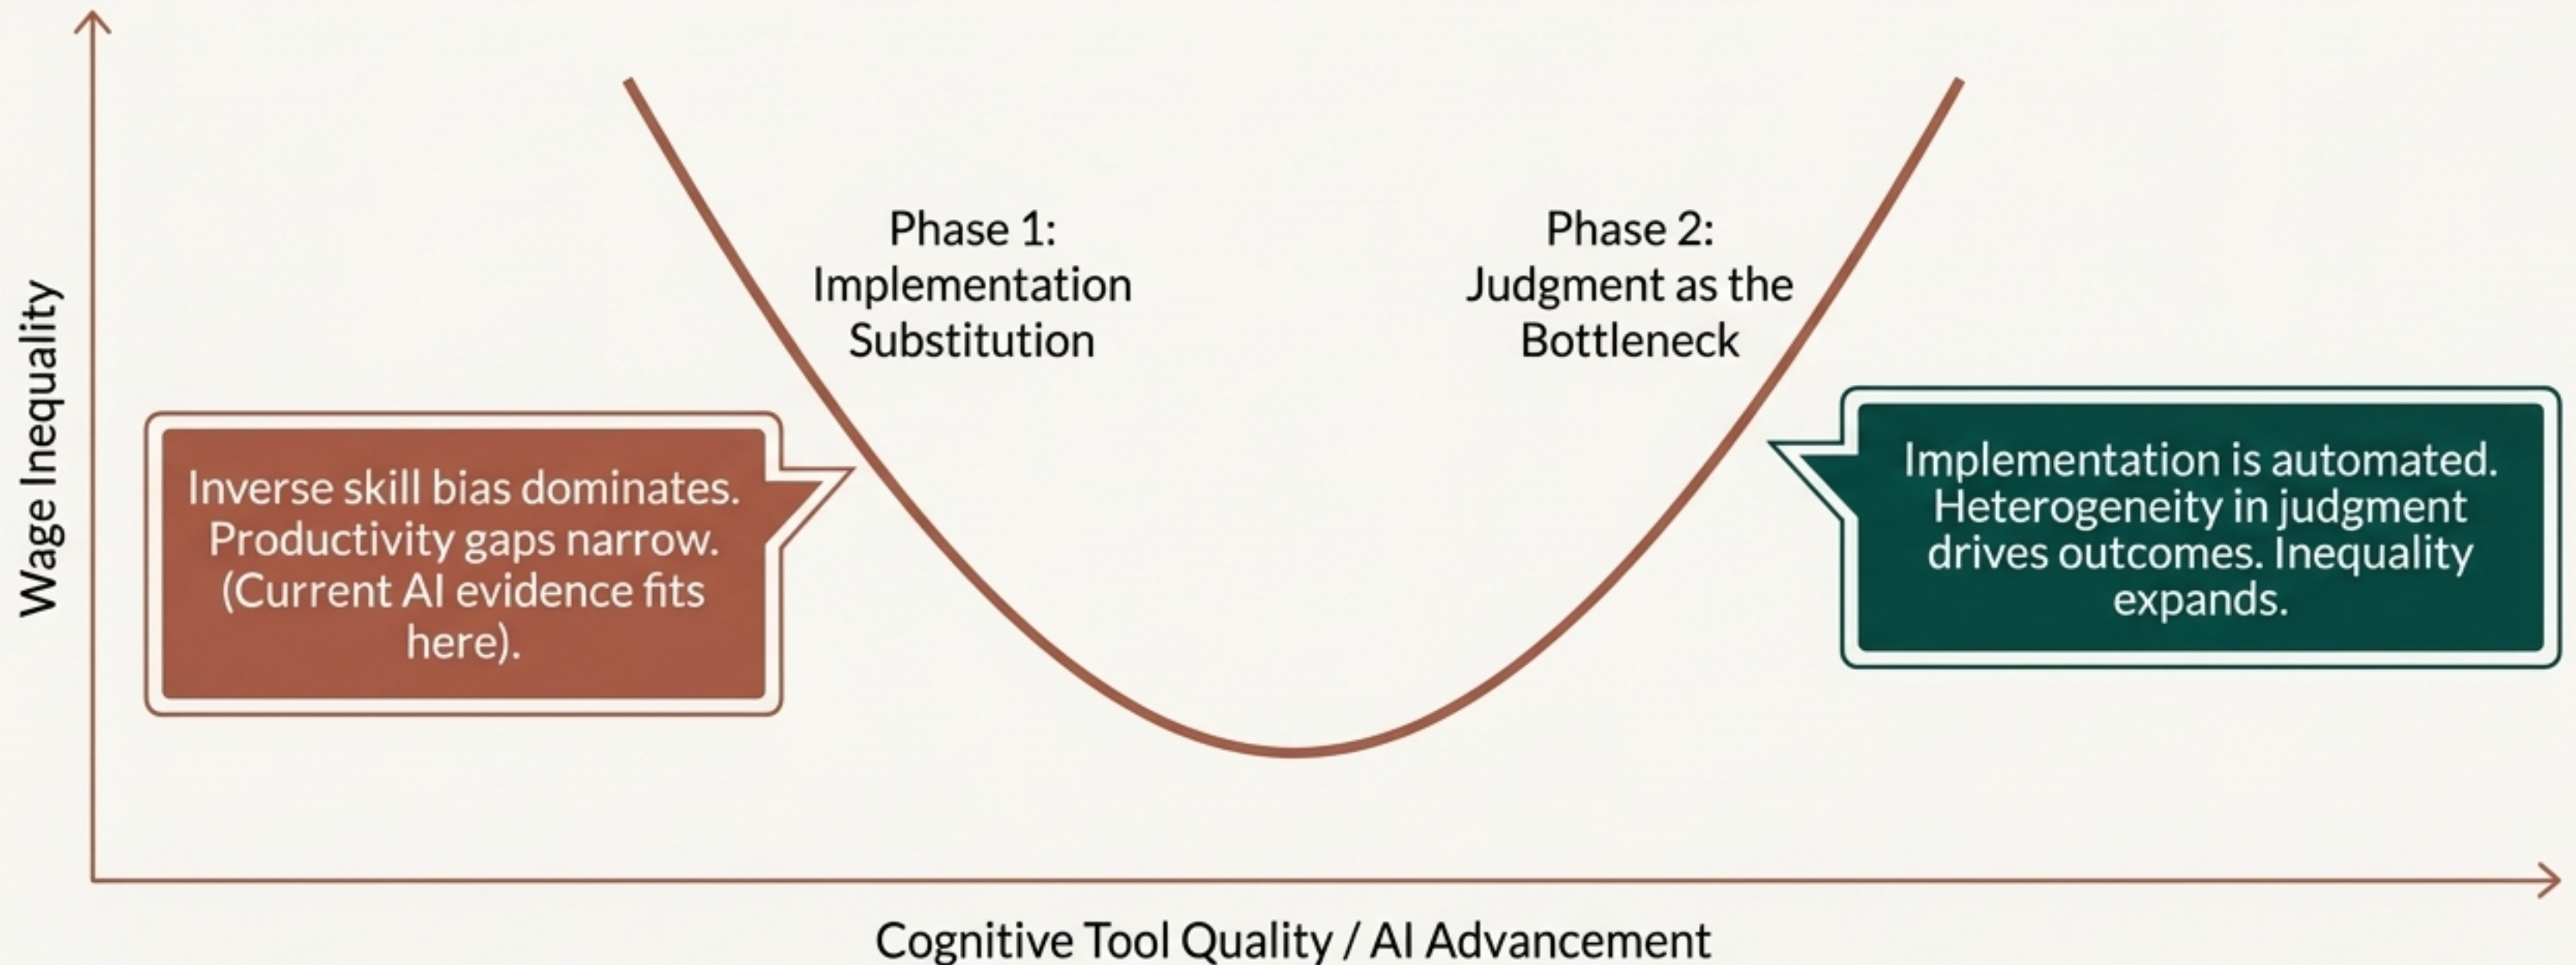 Wage Inequality
Phase 1:
Implementation
Substitution
Phase 2:
Judgment as the
Bottleneck
Inverse skill bias dominates.
Productivity gaps narrow.
(Current AI evidence fits
here).
Implementation is automated.
Heterogeneity in judgment
drives outcomes. Inequality
expands.
Cognitive Tool Quality / AI Advancement